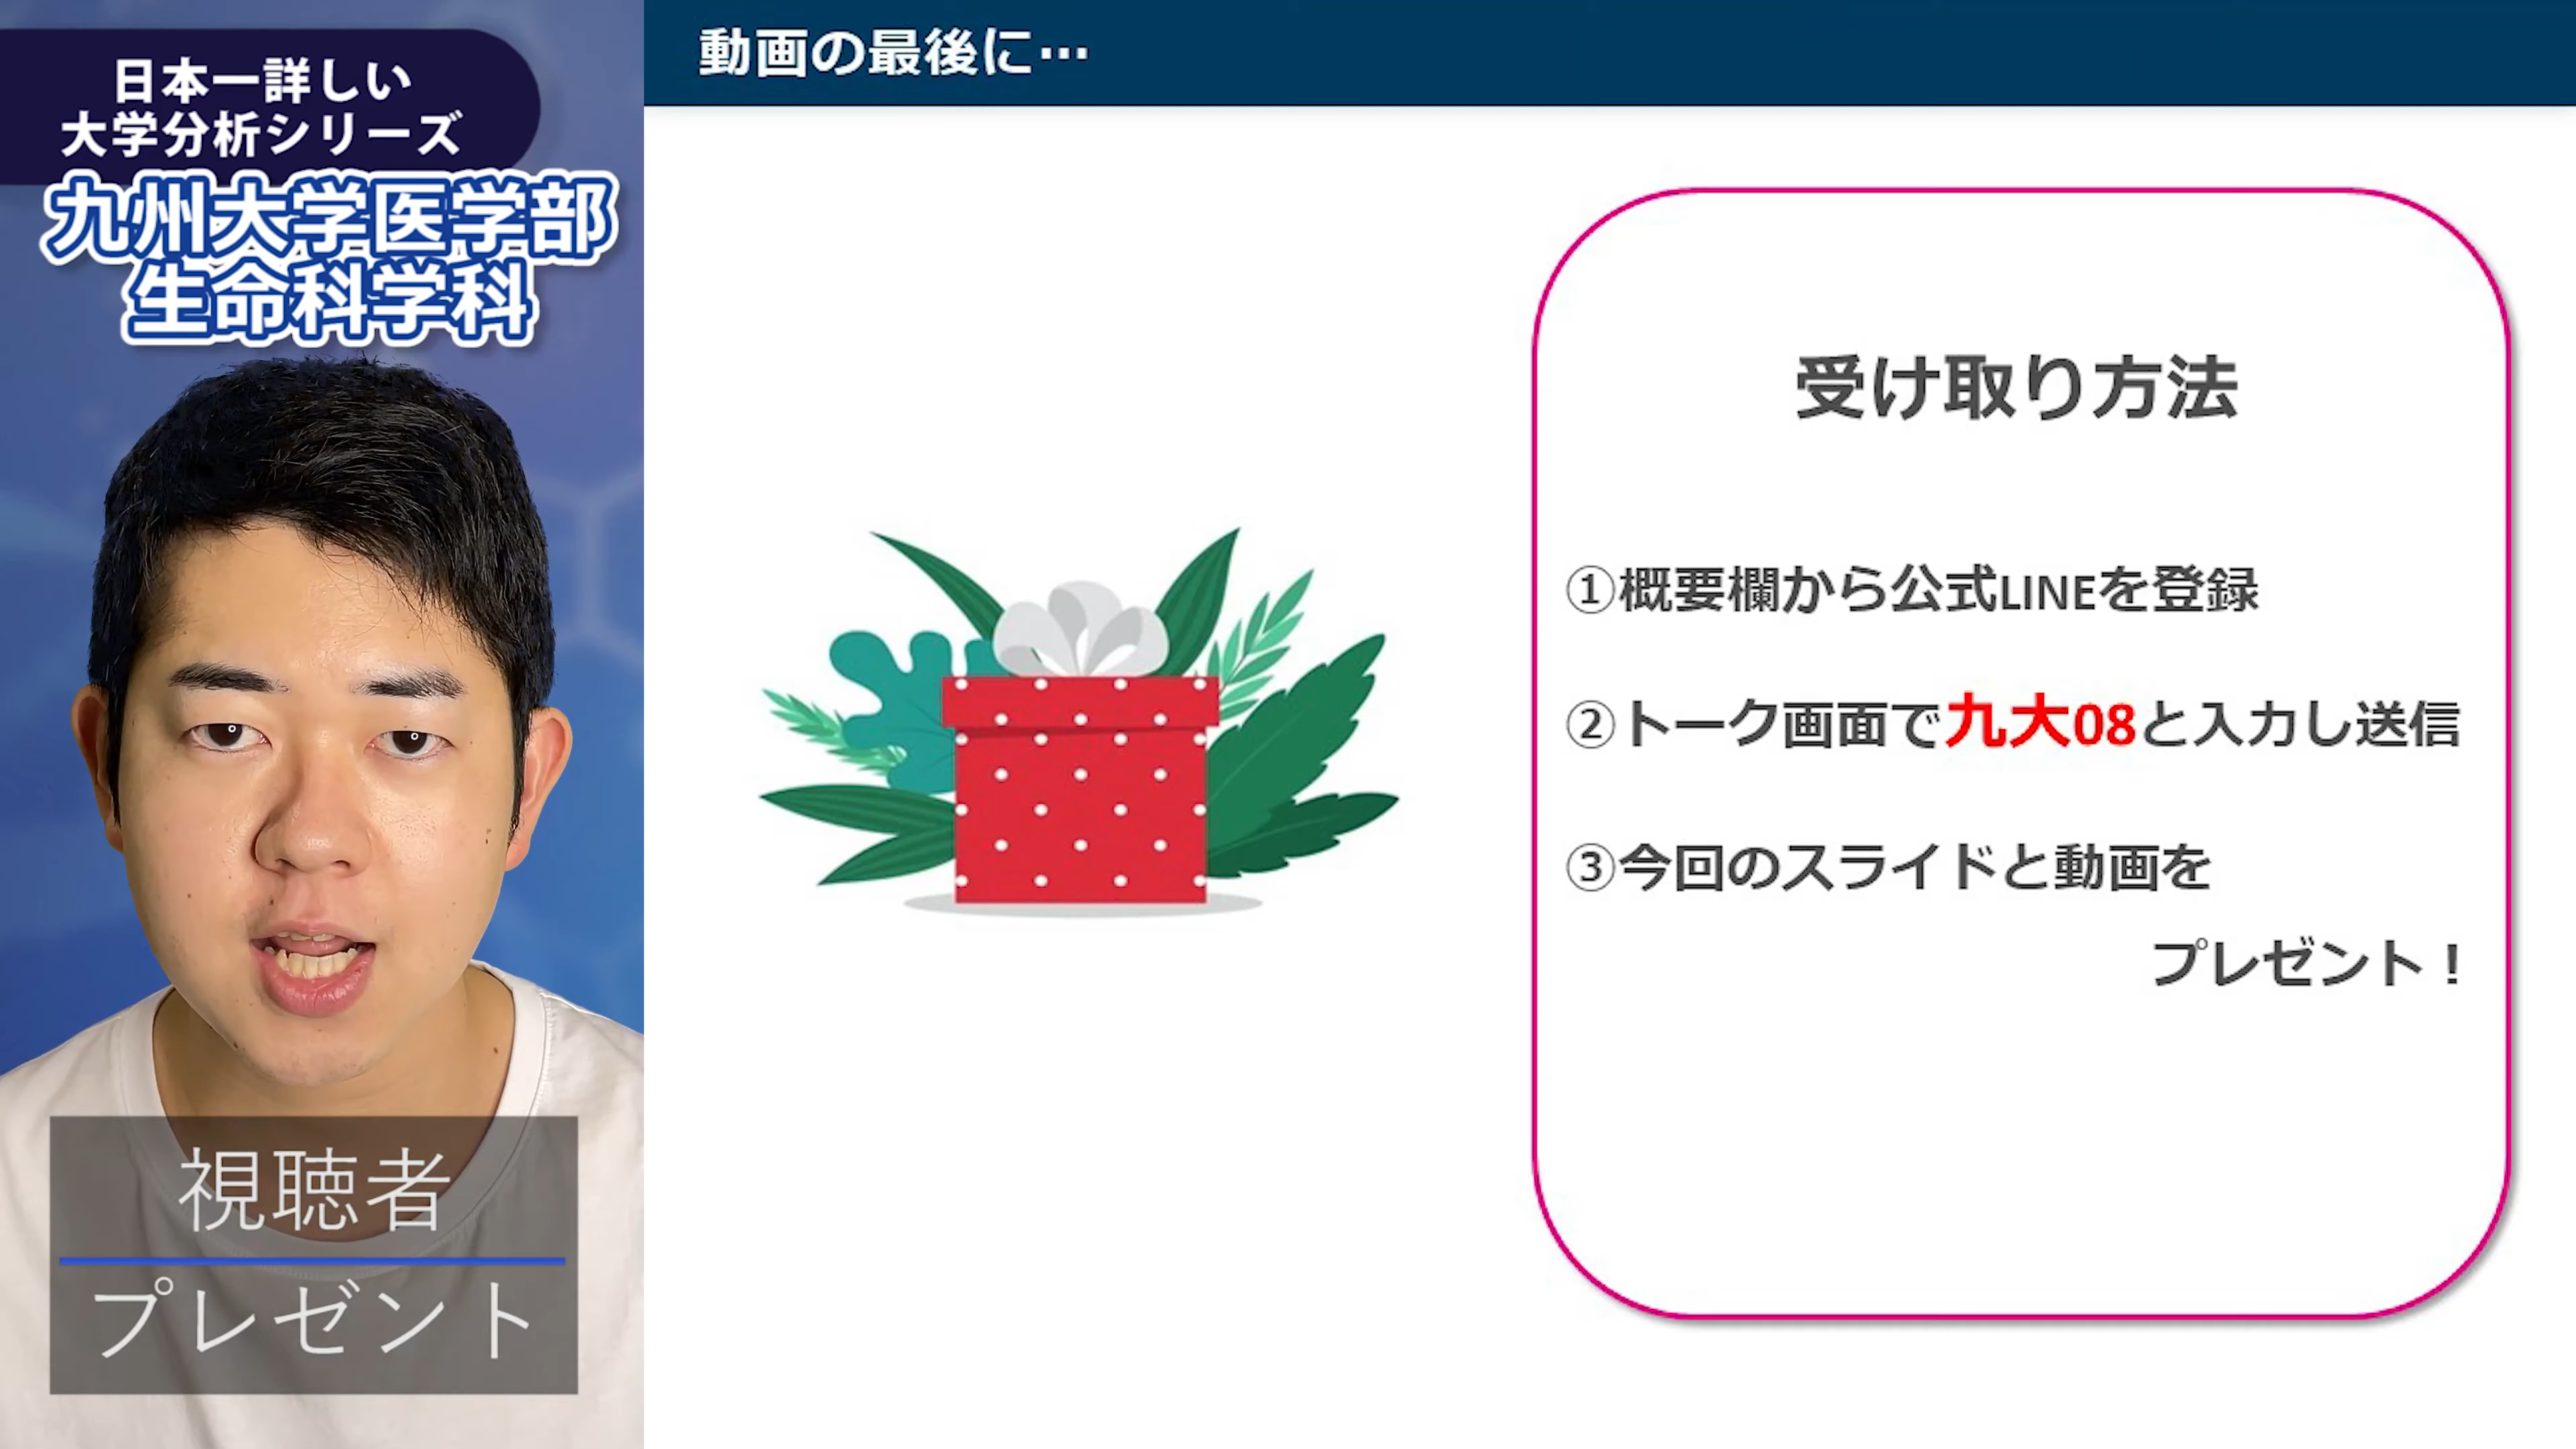 日本一詳しい
大学分析シリーズ
九州大学医学部
生命科学科
視聴者
プレゼント
動画の最後に…
受け取り方法
①概要欄から公式LINEを登録
②トーク画面で九大08と入力し送信
③今回のスライドと動画を
プレゼント！